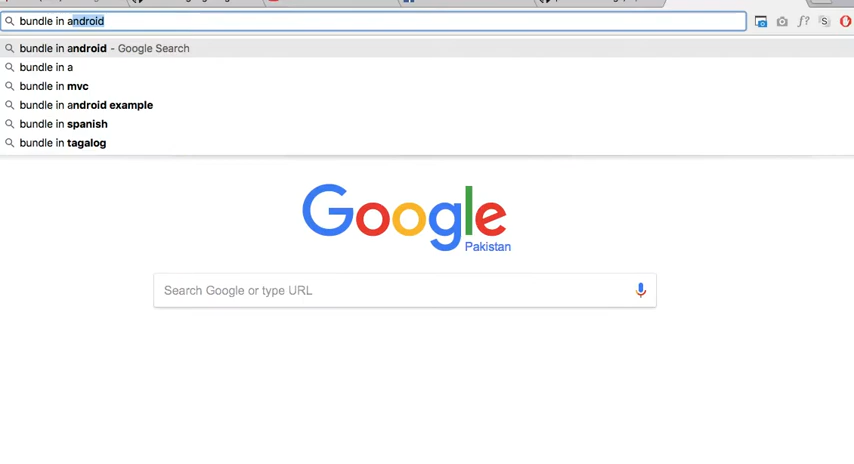 bundle in android
f?
S
bundle in android - Google Search
bundle in a
bundle in mvc
bundle in android example
bundle in spanish
bundle in tagalog
Google
Pakistan
Search Google or type URL